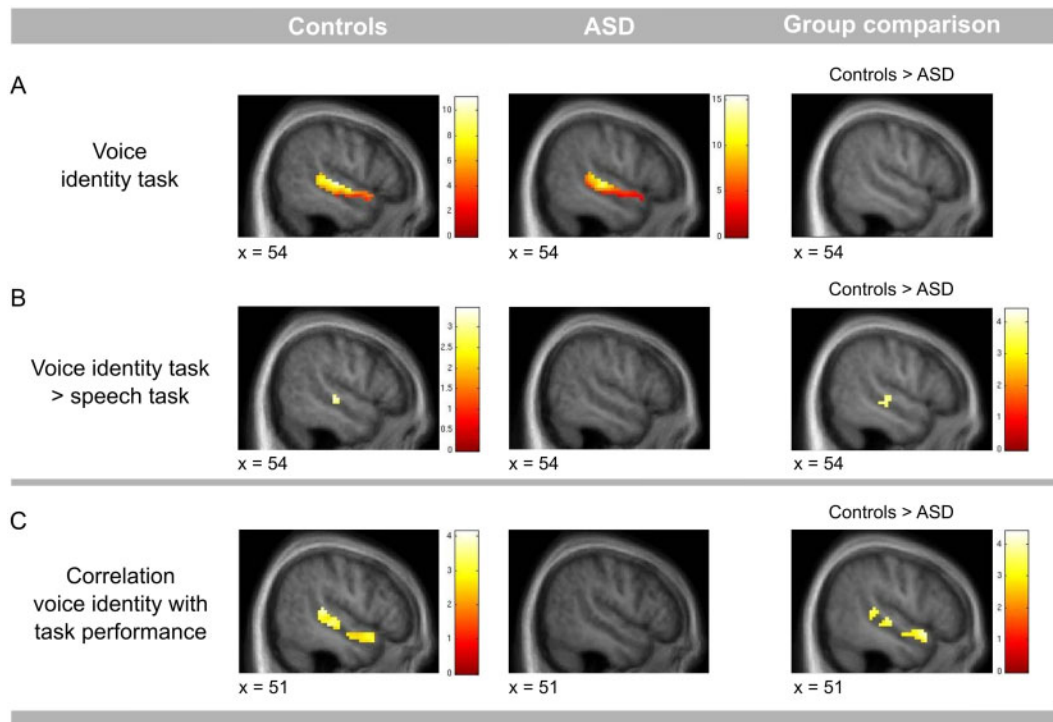 Controls ASD Group comparison
A
Controls > ASD
Voice
identity task
10
8
6
4
2
0
15
10
5
0
x = 54 x = 54 x = 54
B
Controls > ASD
Voice identity task
> speech task
3
2.5
2
1.5
1
0.5
0
4
3
2
1
0
x = 54 x = 54 x = 54
C
Controls > ASD
Correlation
voice identity with
task performance
4
3
2
1
0
4
3
2
1
0
x = 51 x = 51 x = 51